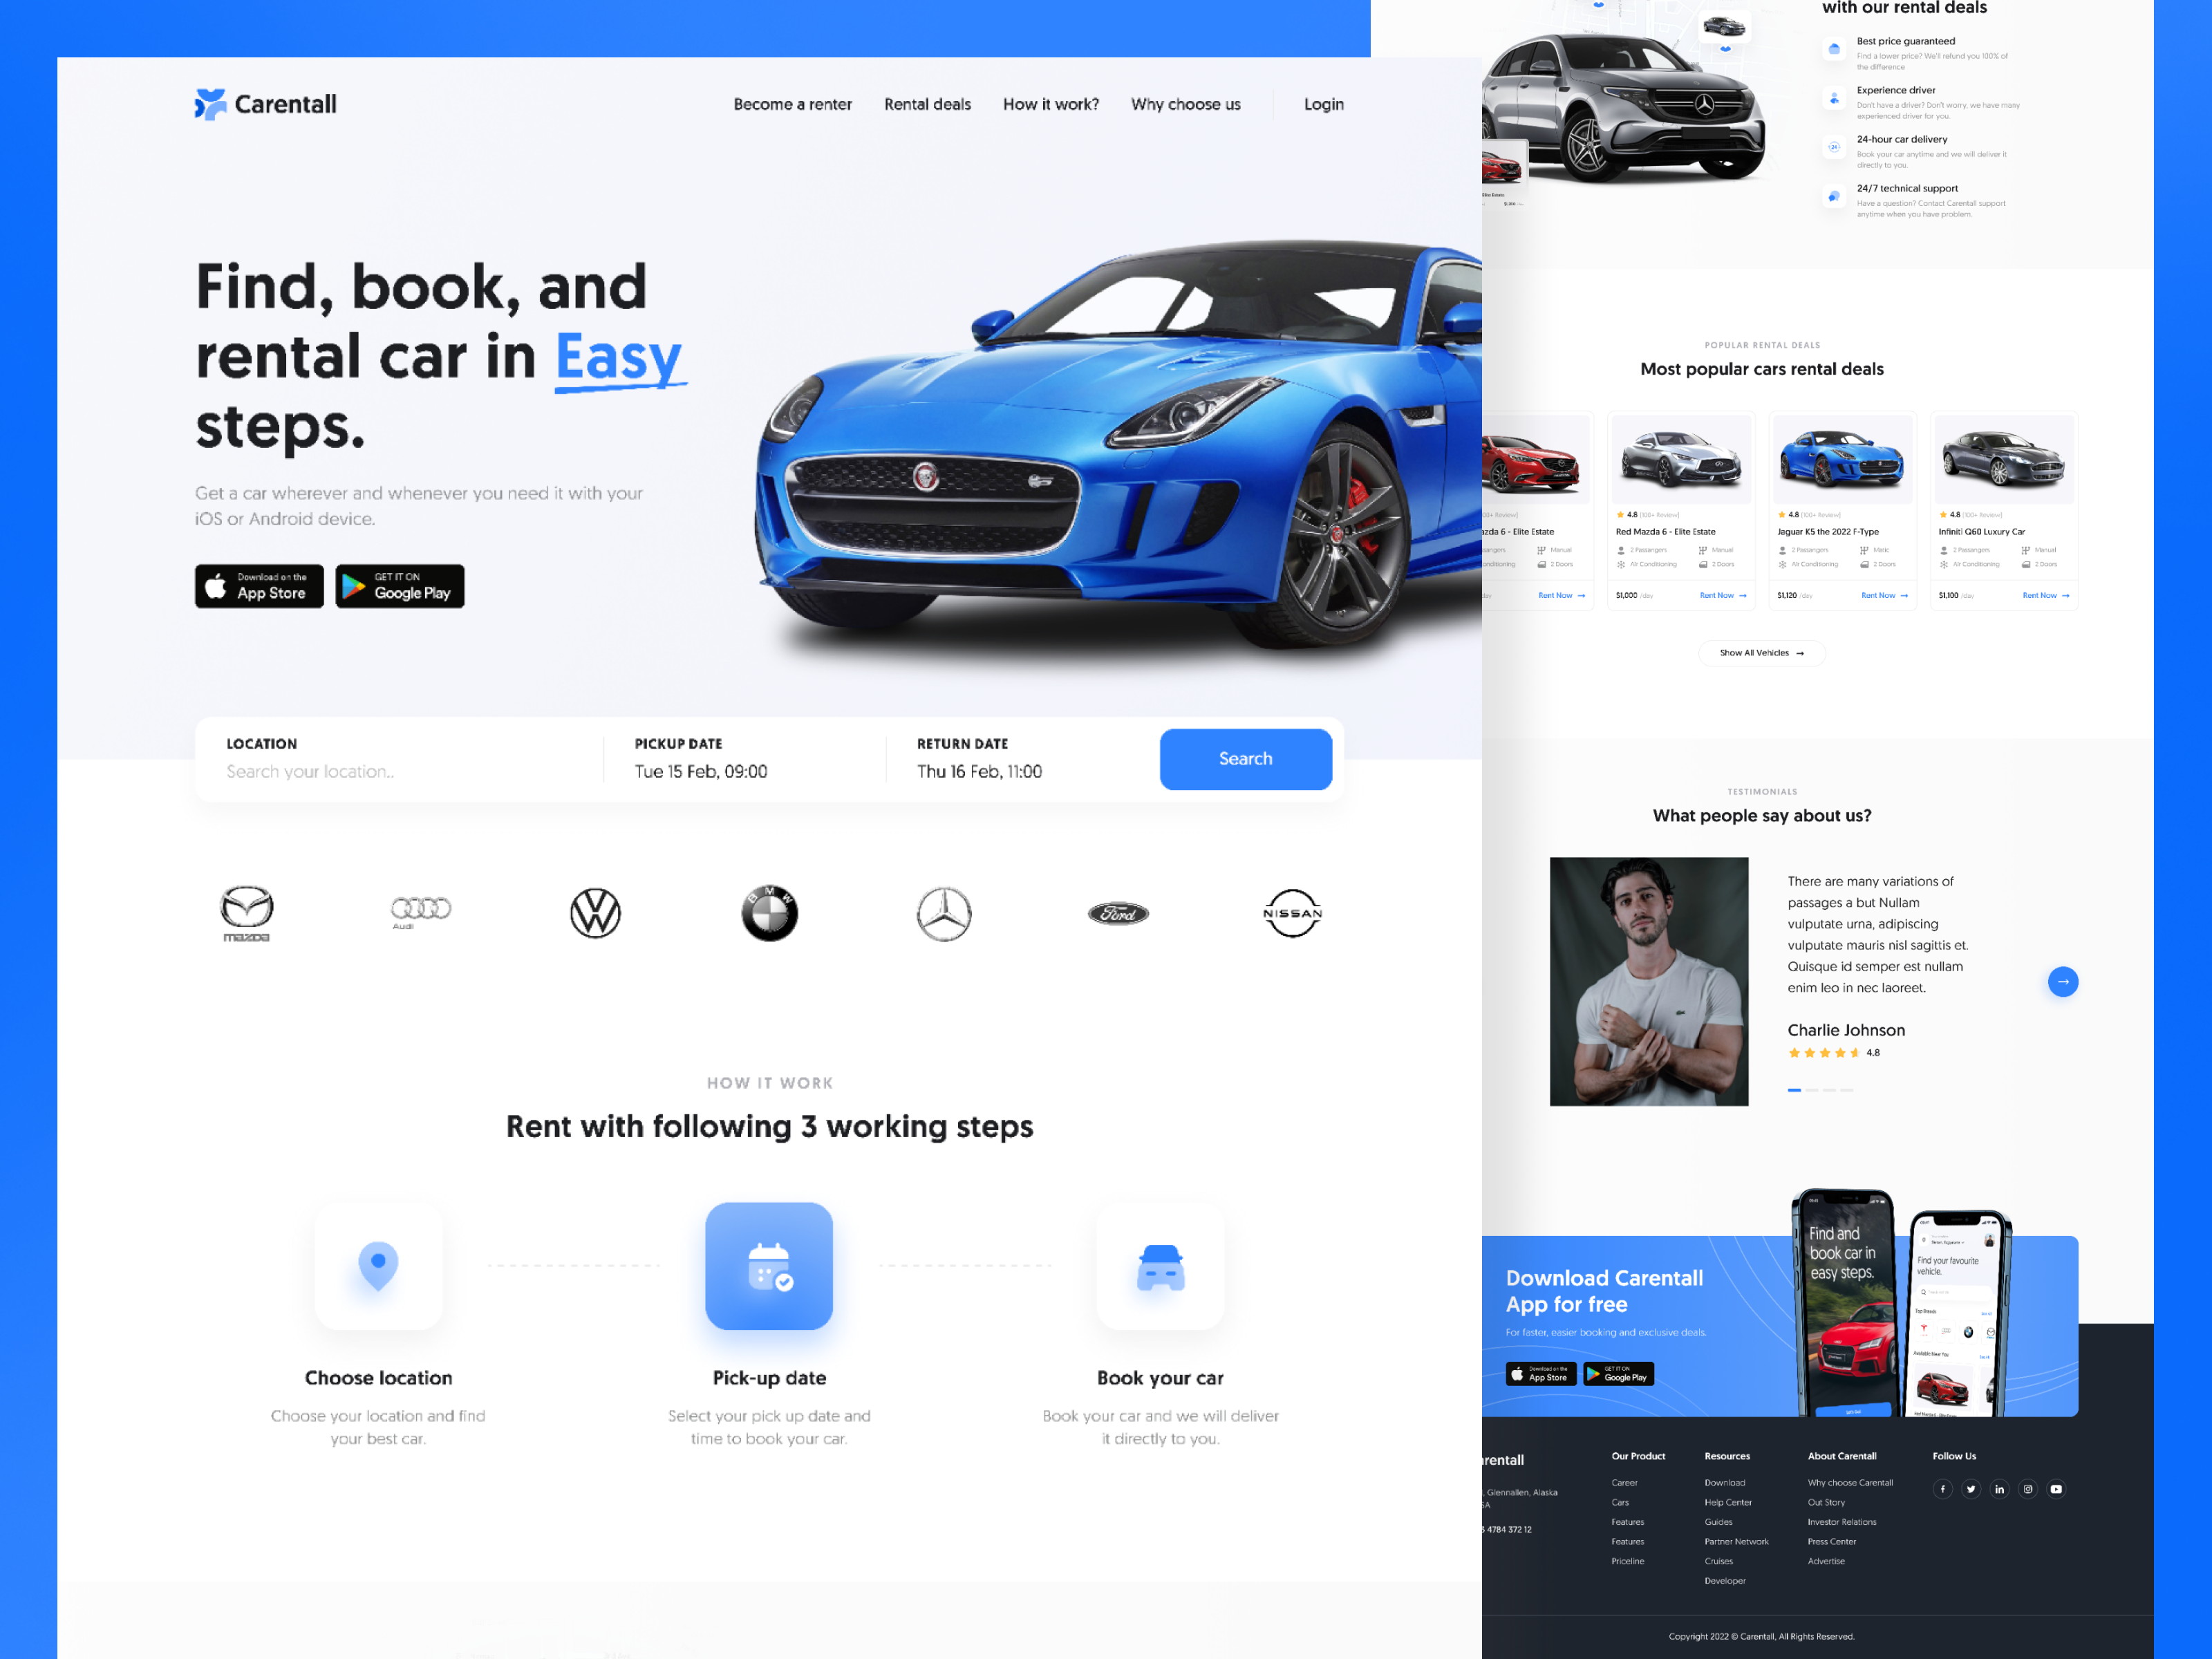 Carentall
Become a renter
Rental deals
How it work?
Why choose us
Login
Find, book, and
rental car in Easy
steps.
Get a car wherever and whenever you need it with your
iOS or Android device.
Download on the
App Store
GET IT ON
Google Play
LOCATION
Search your location..
PICKUP DATE
Tue 15 Feb, 09:00
RETURN DATE
Thu 16 Feb, 11:00
Search
mazda
Audi
BMW
Ford
NISSAN
HOW IT WORK
Rent with following 3 working steps
Choose location
Choose your location and find
your best car.
Pick-up date
Select your pick up date and
time to book your car.
Book your car
Book your car and we will deliver
it directly to you.
with our rental deals
Best price guaranteed
Find a lower price? We'll refund you 100% of
the difference
Experience driver
Don't have a driver? Don't worry, we have many
experienced driver for you.
24-hour car delivery
Book your car anytime and we will deliver it
directly to you.
24/7 technical support
Have a question? Contact Carentall support
anytime when you have problem.
POPULAR RENTAL DEALS
Most popular cars rental deals
6 - Elite Estate
Manual
2 Doors
Rent Now →
4.8 (100+ Review)
Red Mazda 6 - Elite Estate
2 Passangers
Manual
Air Conditioning
2 Doors
$1,000 /day
Rent Now →
4.8 (100+ Review)
Jaguar K5 the 2022 F-Type
2 Passangers
Air Conditioning
2 Doors
$1,120 /day
Rent Now →
4.8 (100+ Review)
Infiniti Q60 Luxury Car
2 Passangers
Manual
Air Conditioning
2 Doors
$1,100 /day
Rent Now →
Show All Vehicles →
TESTIMONIALS
What people say about us?
There are many variations of
passages a but Nullam
vulputate urna, adipiscing
vulputate mauris nisl sagittis et.
Quisque id semper est nullam
enim leo in nec laoreet.
Charlie Johnson
4.8
Download Carentall
App for free
For faster, easier booking and exclusive deals.
Download on the
App Store
GET IT ON
Google Play
Find and
book car in
easy steps.
Find your favourite
vehicle.
Top Brands
Available Near You
rentall
, Glennallen, Alaska
4784 372 12
Our Product
Career
Cars
Features
Features
Priceline
Resources
Download
Help Center
Guides
Partner Network
Cruises
Developer
About Carentall
Why choose Carentall
Out Story
Investor Relations
Press Center
Advertise
Follow Us
Copyright 2022 © Carentall, All Rights Reserved.